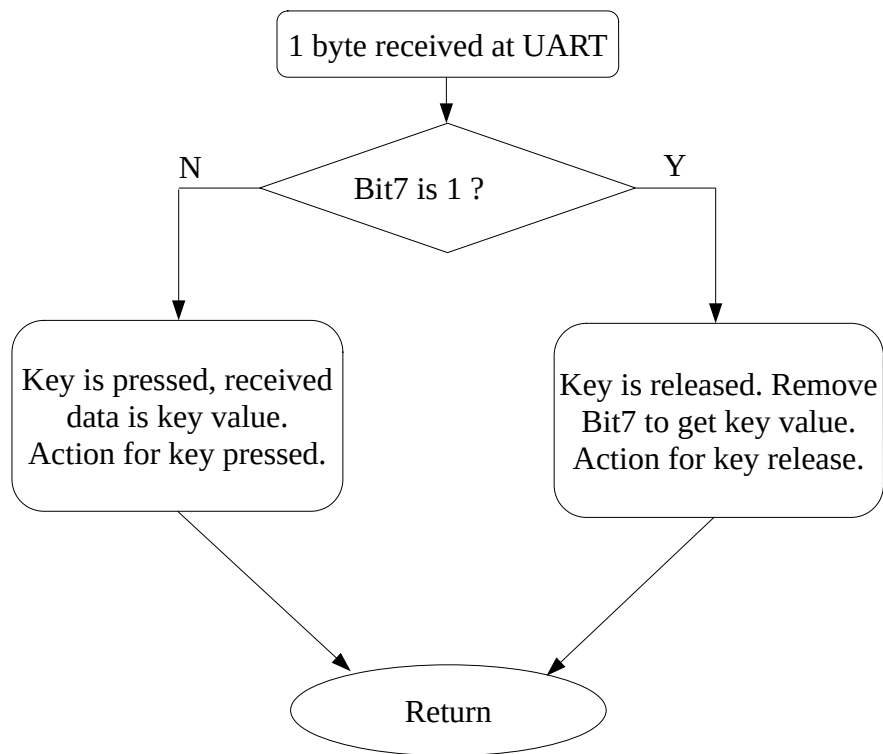 1 byte received at UART
N
Y
Bit7 is 1 ?
Key is pressed, received
data is key value.
Action for key pressed.
Key is released. Remove
Bit7 to get key value.
Action for key release.
Return